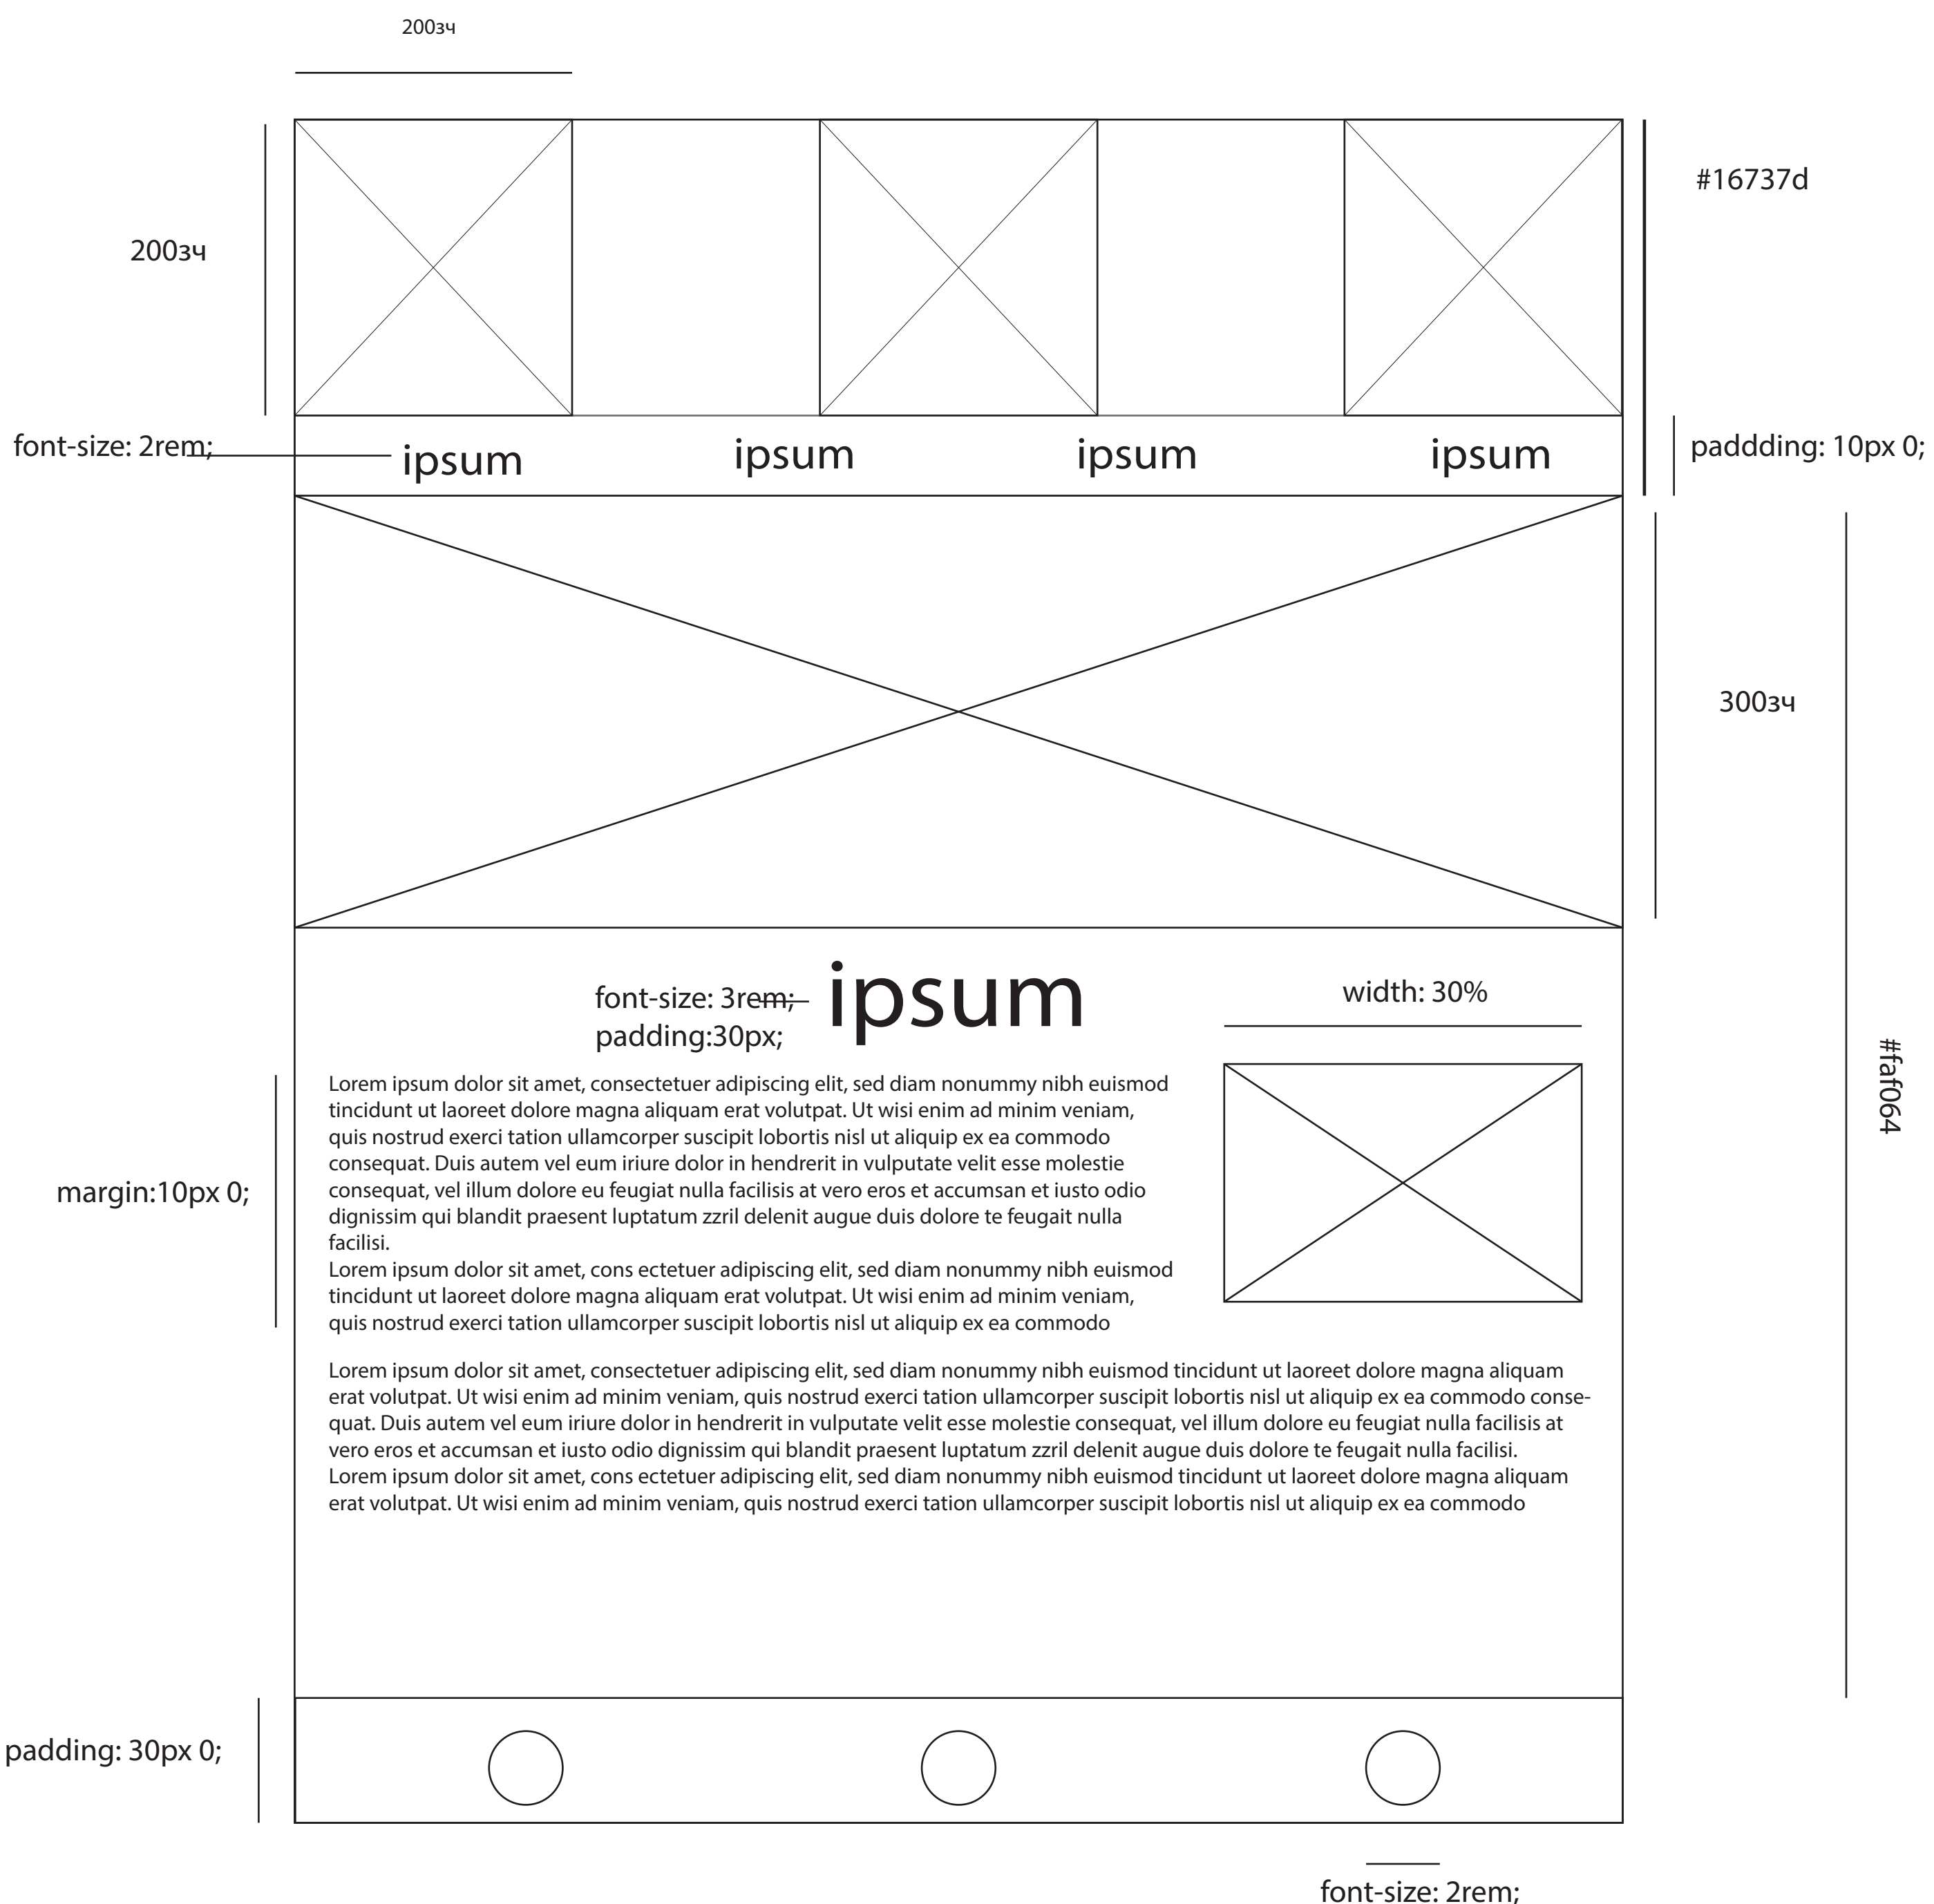 200зч
#16737d
200зч
font-size: 2rem;
ipsum ipsum ipsum ipsum
paddding: 10px 0;
300зч
font-size: 3rem;
padding:30px;
ipsum
width: 30%
#faf064
Lorem ipsum dolor sit amet, consectetuer adipiscing elit, sed diam nonummy nibh euismod
tincidunt ut laoreet dolore magna aliquam erat volutpat. Ut wisi enim ad minim veniam,
quis nostrud exerci tation ullamcorper suscipit lobortis nisl ut aliquip ex ea commodo
consequat. Duis autem vel eum iriure dolor in hendrerit in vulputate velit esse molestie
consequat, vel illum dolore eu feugiat nulla facilisis at vero eros et accumsan et iusto odio
dignissim qui blandit praesent luptatum zzril delenit augue duis dolore te feugait nulla
facilisi.
Lorem ipsum dolor sit amet, cons ectetuer adipiscing elit, sed diam nonummy nibh euismod
tincidunt ut laoreet dolore magna aliquam erat volutpat. Ut wisi enim ad minim veniam,
quis nostrud exerci tation ullamcorper suscipit lobortis nisl ut aliquip ex ea commodo
margin:10px 0;
Lorem ipsum dolor sit amet, consectetuer adipiscing elit, sed diam nonummy nibh euismod tincidunt ut laoreet dolore magna aliquam
erat volutpat. Ut wisi enim ad minim veniam, quis nostrud exerci tation ullamcorper suscipit lobortis nisl ut aliquip ex ea commodo conse-
quat. Duis autem vel eum iriure dolor in hendrerit in vulputate velit esse molestie consequat, vel illum dolore eu feugiat nulla facilisis at
vero eros et accumsan et iusto odio dignissim qui blandit praesent luptatum zzril delenit augue duis dolore te feugait nulla facilisi.
Lorem ipsum dolor sit amet, cons ectetuer adipiscing elit, sed diam nonummy nibh euismod tincidunt ut laoreet dolore magna aliquam
erat volutpat. Ut wisi enim ad minim veniam, quis nostrud exerci tation ullamcorper suscipit lobortis nisl ut aliquip ex ea commodo
padding: 30px 0;
font-size: 2rem;